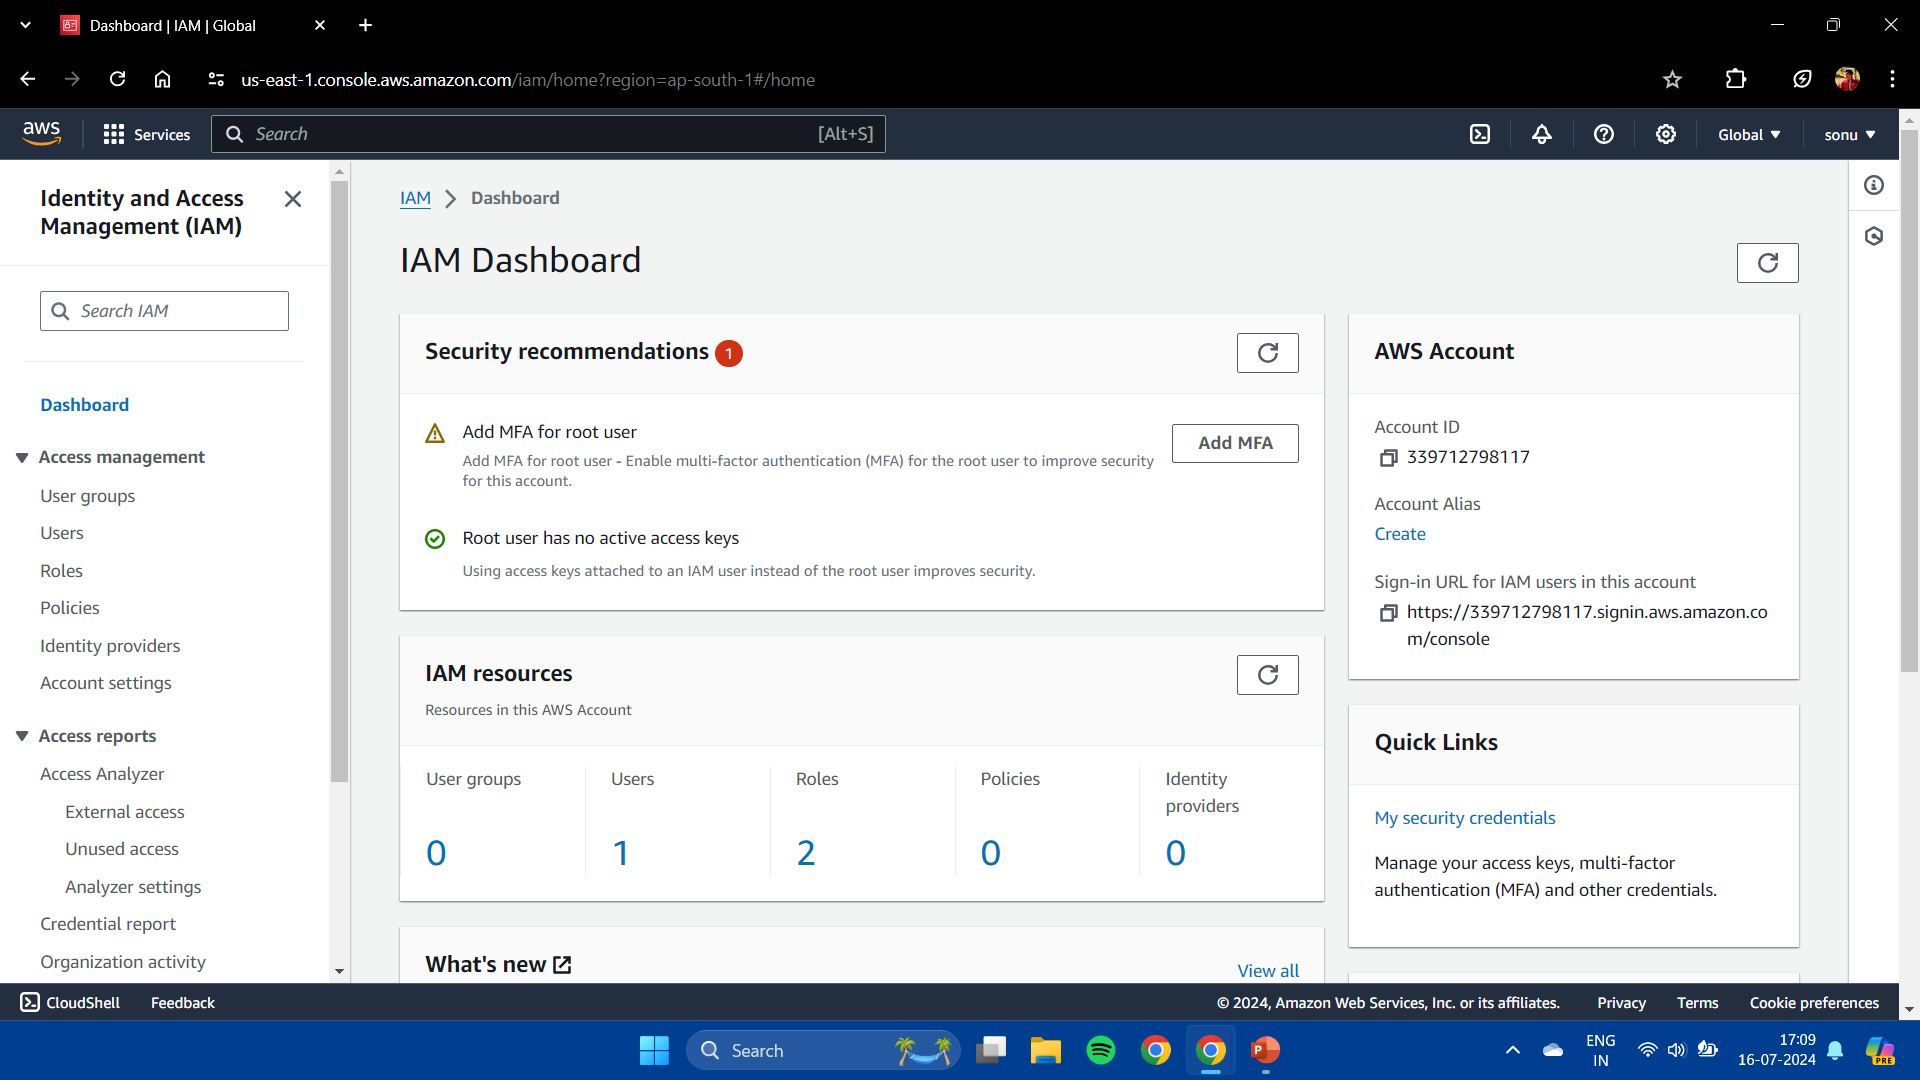 Dashboard | IAM | Global
us-east-1.console.aws.amazon.com/iam/home?region=ap-south-1#/home
aws
Services
Search
[Alt+S]
Global
sonu
Identity and Access
Management (IAM)
Search IAM
Dashboard
Access management
User groups
Users
Roles
Policies
Identity providers
Account settings
Access reports
Access Analyzer
External access
Unused access
Analyzer settings
Credential report
Organization activity
IAM
Dashboard
IAM Dashboard
Security recommendations 1
Add MFA for root user
Add MFA for root user - Enable multi-factor authentication (MFA) for the root user to improve security
for this account.
Add MFA
Root user has no active access keys
Using access keys attached to an IAM user instead of the root user improves security.
IAM resources
Resources in this AWS Account
User groups
0
Users
1
Roles
2
Policies
0
Identity
providers
0
What's new
View all
AWS Account
Account ID
339712798117
Account Alias
Create
Sign-in URL for IAM users in this account
https://339712798117.signin.aws.amazon.co
m/console
Quick Links
My security credentials
Manage your access keys, multi-factor
authentication (MFA) and other credentials.
CloudShell
Feedback
© 2024, Amazon Web Services, Inc. or its affiliates.
Privacy
Terms
Cookie preferences
Search
P
ENG
IN
17:09
16-07-2024
PRE